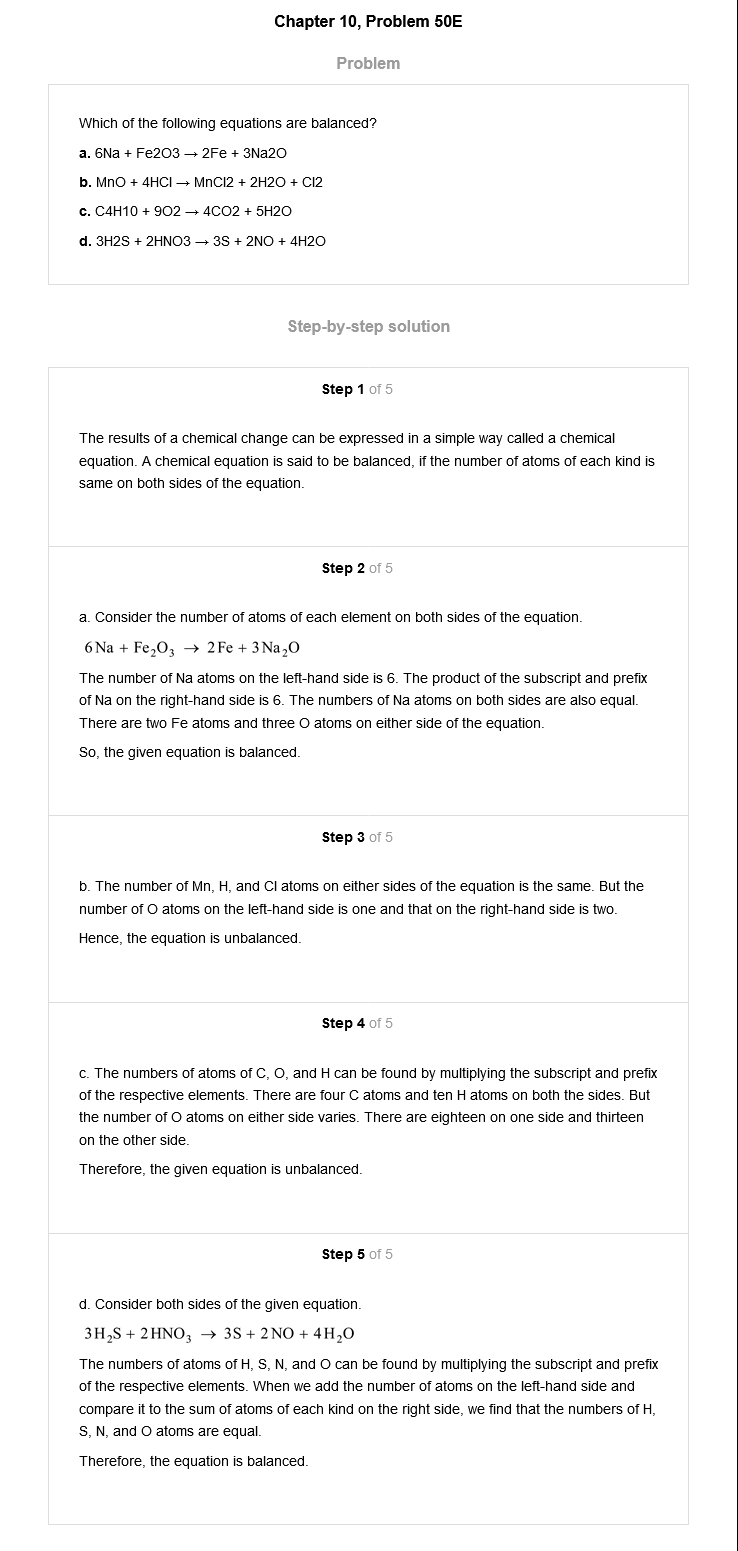 Chapter 10, Problem 50E
Problem
Which of the following equations are balanced?
a. 6Na + Fe2O3 → 2Fe + 3Na2O
b. MnO + 4HCl → MnCl2 + 2H2O + Cl2
c. C4H10 + 9O2 → 4CO2 + 5H2O
d. 3H2S + 2HNO3 → 3S + 2NO + 4H2O
Step-by-step solution
Step 1 of 5
The results of a chemical change can be expressed in a simple way called a chemical
equation. A chemical equation is said to be balanced, if the number of atoms of each kind is
same on both sides of the equation.
Step 2 of 5
a. Consider the number of atoms of each element on both sides of the equation.
6Na + Fe₂O₃ → 2Fe + 3Na₂O
The number of Na atoms on the left-hand side is 6. The product of the subscript and prefix
of Na on the right-hand side is 6. The numbers of Na atoms on both sides are also equal.
There are two Fe atoms and three O atoms on either side of the equation.
So, the given equation is balanced.
Step 3 of 5
b. The number of Mn, H, and Cl atoms on either sides of the equation is the same. But the
number of O atoms on the left-hand side is one and that on the right-hand side is two.
Hence, the equation is unbalanced.
Step 4 of 5
c. The numbers of atoms of C, O, and H can be found by multiplying the subscript and prefix
of the respective elements. There are four C atoms and ten H atoms on both the sides. But
the number of O atoms on either side varies. There are eighteen on one side and thirteen
on the other side.
Therefore, the given equation is unbalanced.
Step 5 of 5
d. Consider both sides of the given equation.
3H₂S + 2HNO₃ → 3S + 2NO + 4H₂O
The numbers of atoms of H, S, N, and O can be found by multiplying the subscript and prefix
of the respective elements. When we add the number of atoms on the left-hand side and
compare it to the sum of atoms of each kind on the right side, we find that the numbers of H,
S, N, and O atoms are equal.
Therefore, the equation is balanced.